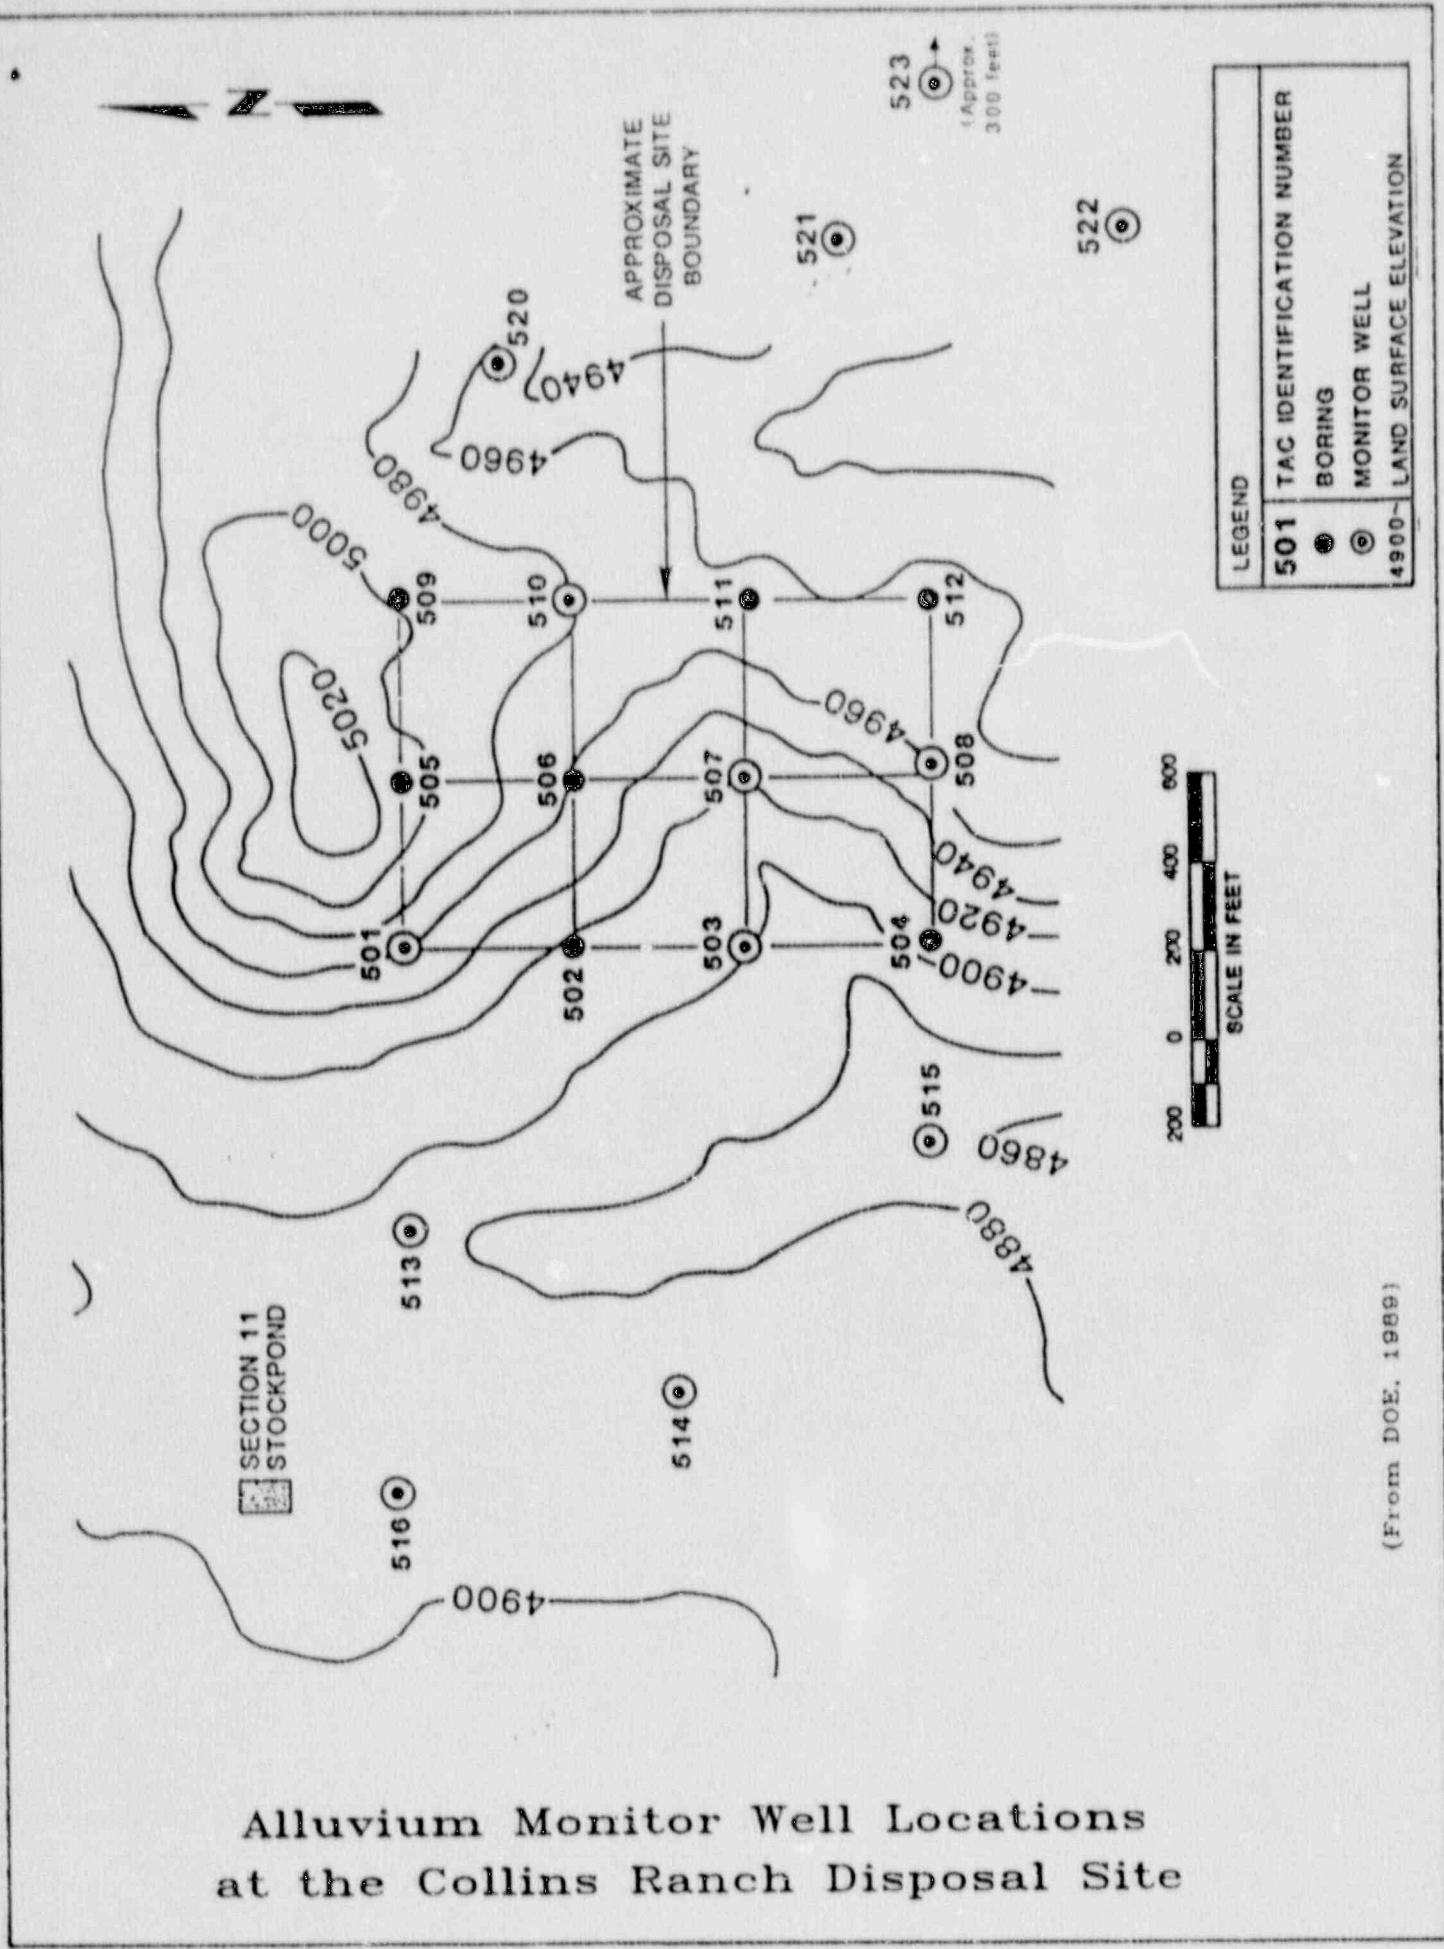 523
(Approx.
300 feet)
N
APPROXIMATE
DISPOSAL SITE
BOUNDARY
521
522
520
4940
4960
4980
5000
5020
509
510
511
512
505
506
507
508
4960
501
502
503
504
4940
4920
4900
515
4860
4880
513
514
516
4900
SECTION 11
STOCKPOND
200
0
200
400
600
SCALE IN FEET
LEGEND
501 TAC IDENTIFICATION NUMBER
BORING
MONITOR WELL
4900~ LAND SURFACE ELEVATION
(From DOE, 1989)
Alluvium Monitor Well Locations
at the Collins Ranch Disposal Site